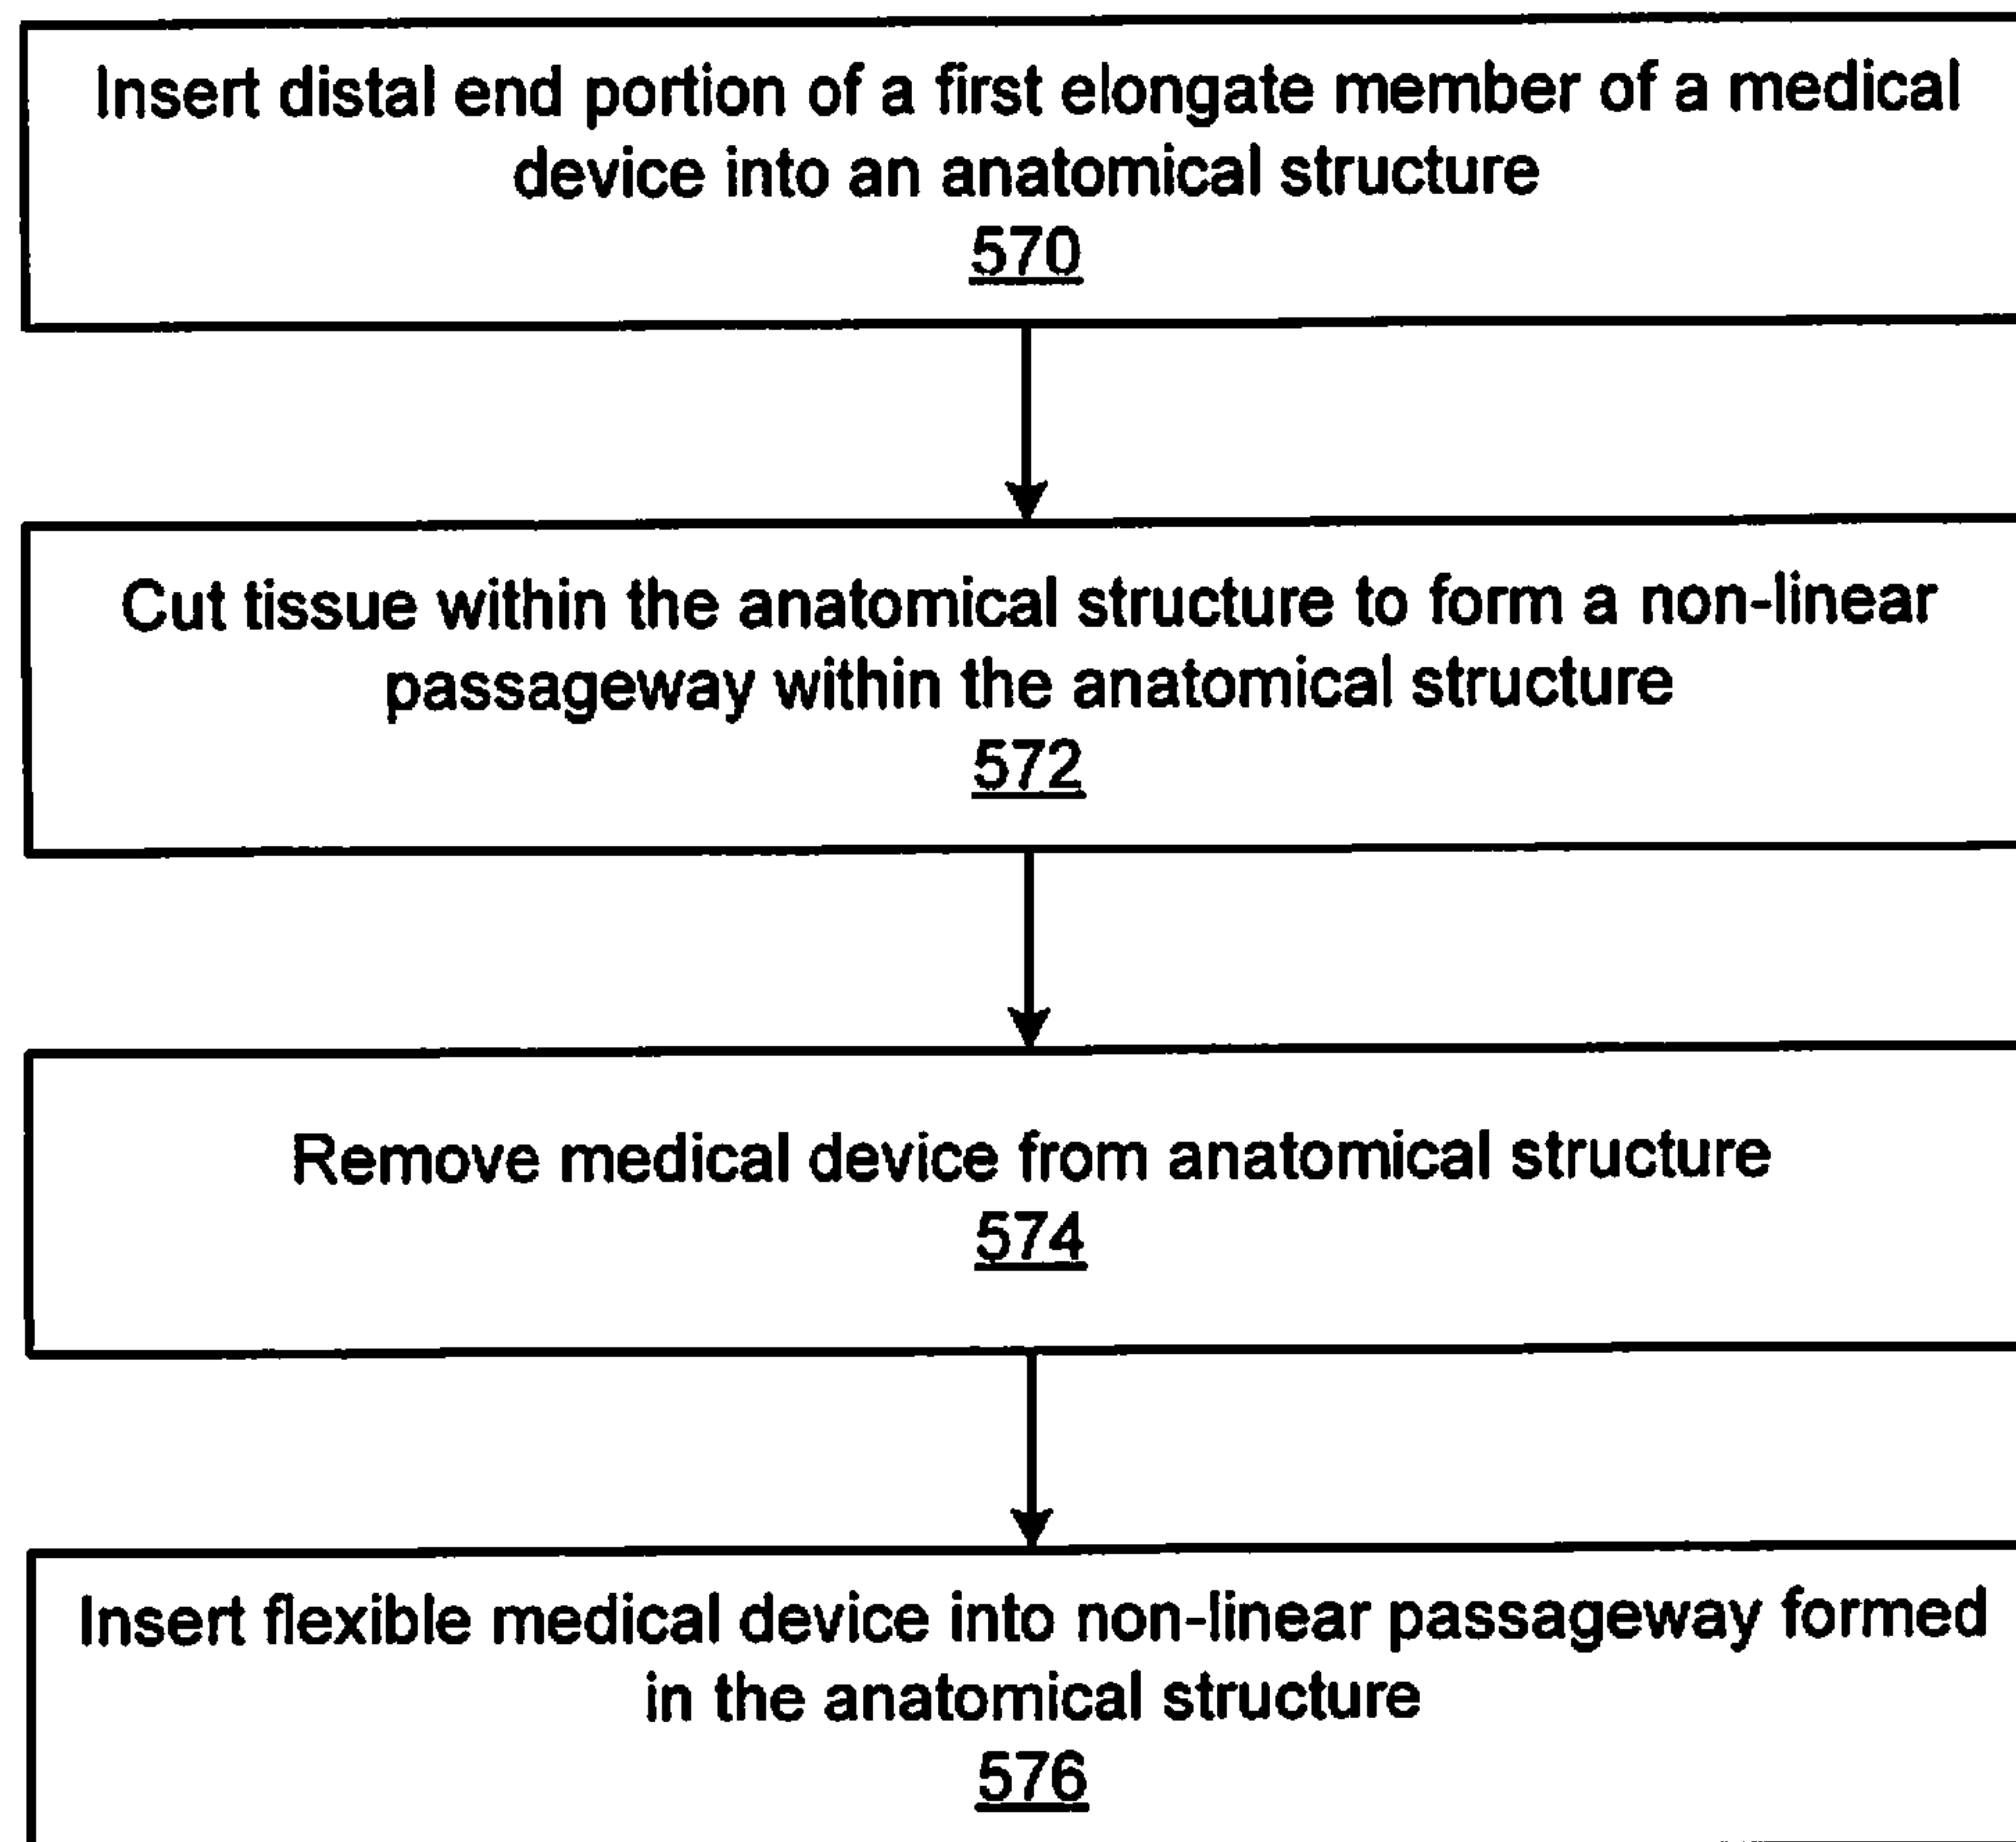 Insert distal end portion of a first elongate member of a medical
device into an anatomical structure
570
Cut tissue within the anatomical structure to form a non-linear
passageway within the anatomical structure
572
Remove medical device from anatomical structure
574
Insert flexible medical device into non-linear passageway formed
in the anatomical structure
576